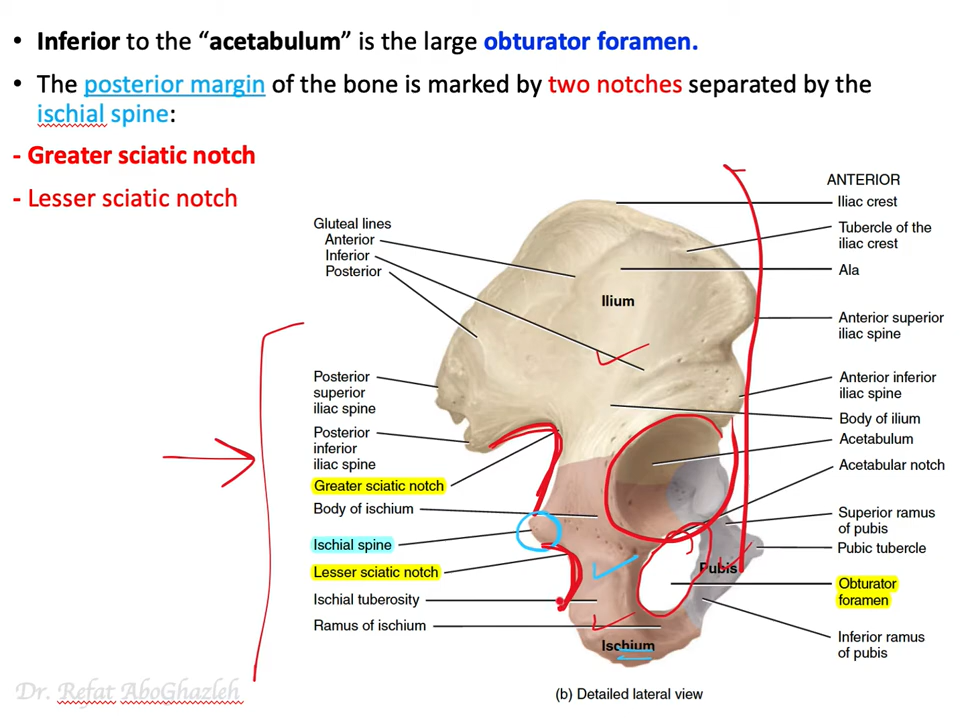 • Inferior to the “acetabulum” is the large obturator foramen.
• The posterior margin of the bone is marked by two notches separated by the
ischial spine:
- Greater sciatic notch
- Lesser sciatic notch
Gluteal lines
Anterior
Inferior
Posterior
Posterior
superior
iliac spine
Posterior
inferior
iliac spine
Greater sciatic notch
Body of ischium
Ischial spine
Lesser sciatic notch
Ischial tuberosity
Ramus of ischium
Ilium
Pubis
Ischium
ANTERIOR
Iliac crest
Tubercle of the
iliac crest
Ala
Anterior superior
iliac spine
Anterior inferior
iliac spine
Body of ilium
Acetabulum
Acetabular notch
Superior ramus
of pubis
Pubic tubercle
Obturator
foramen
Inferior ramus
of pubis
(b) Detailed lateral view
Dr. Refat AboGhazleh